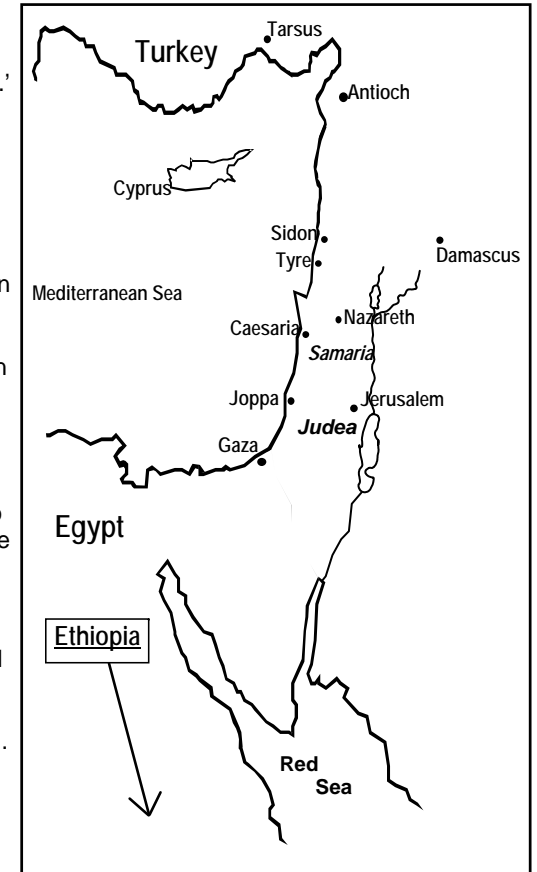 Tarsus
Turkey
.’
Antioch
Cyprus
Sidon
Tyre
Damascus
n
Mediterranean Sea
Nazareth
Caesaria
Samaria
n
Joppa
Jerusalem
Judea
Gaza
Egypt
e
Ethiopia
Red
Sea
.